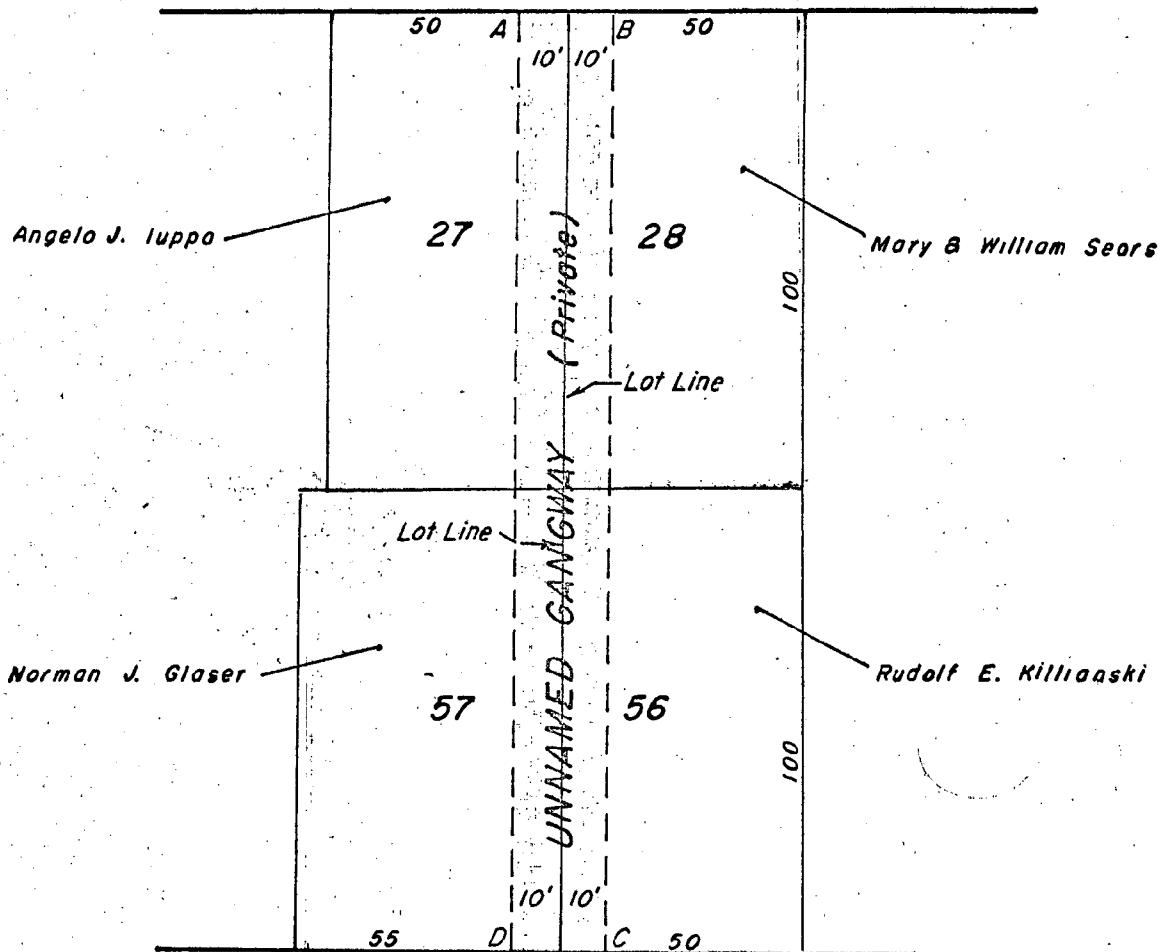 50 A B 50
10' 10'
Angelo J. Iuppa
27
28
Mary & William Sears
100
UNNAMED GANGWAY (Private)
Lot Line
Lot Line
Norman J. Glaser
Rudolf E. Killianski
57
56
100
10' 10'
55 D C 50